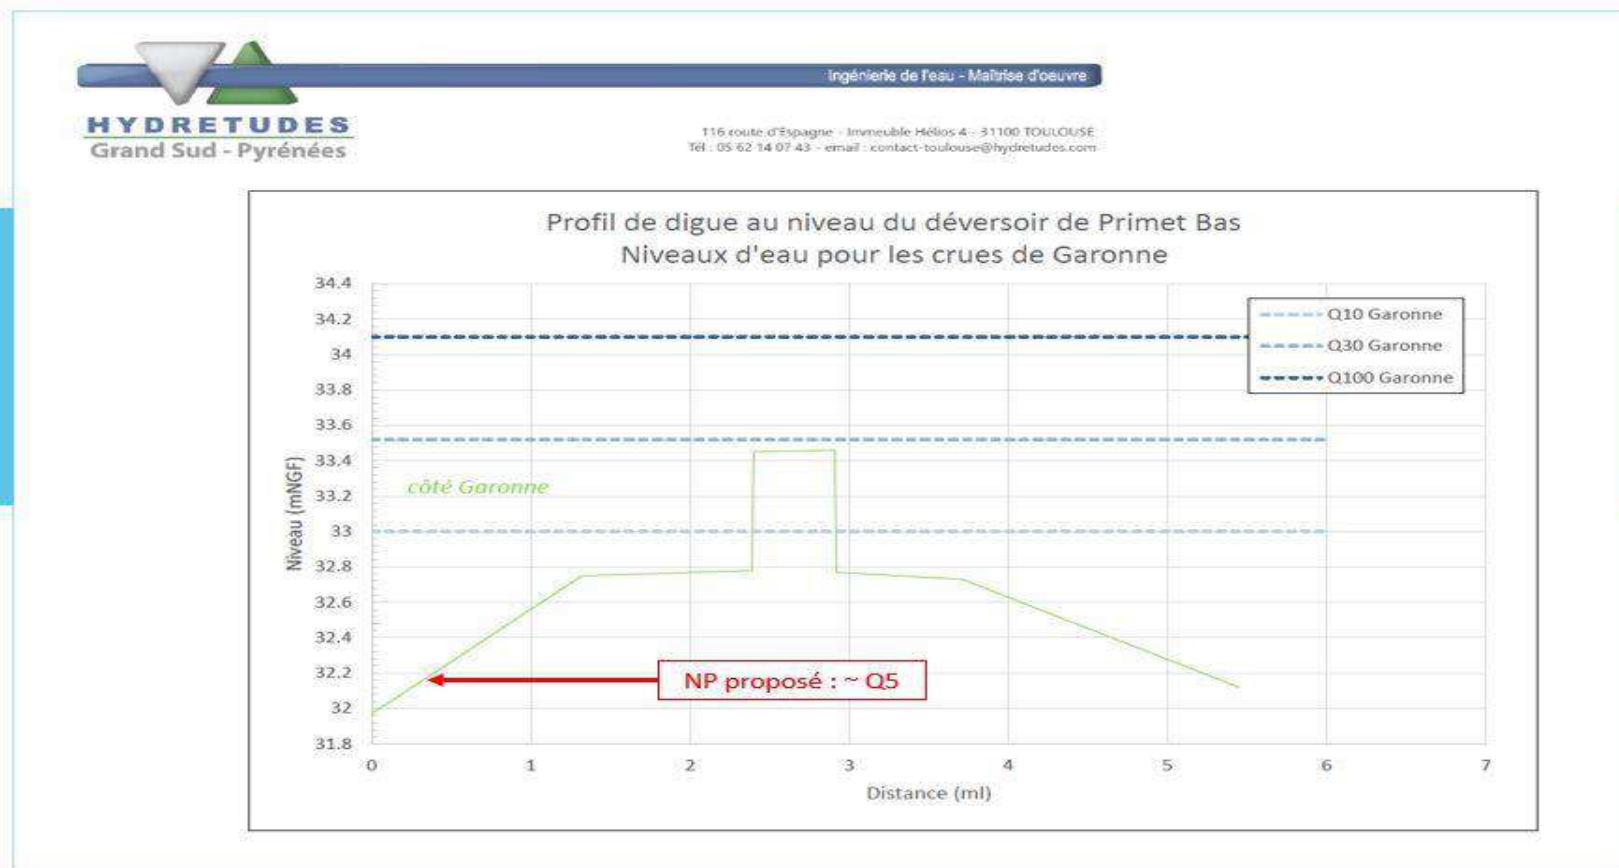 Ingénierie de l'eau - Maîtrise d'oeuvre
HYDRETUDES
Grand Sud - Pyrénées
116 route d'Espagne - Immeuble Hélios 4 - 31100 TOULOUSE
Tél : 05 62 14 07 43 - email : contact-toulouse@hydretudes.com
Profil de digue au niveau du déversoir de Primet Bas
Niveaux d'eau pour les crues de Garonne
34.4
34.2
34
33.8
33.6
33.4
33.2
33
32.8
32.6
32.4
32.2
32
31.8
Niveau (mNGF)
Q10 Garonne
Q30 Garonne
Q100 Garonne
côté Garonne
NP proposé : ~ Q5
0 1 2 3 4 5 6 7
Distance (ml)